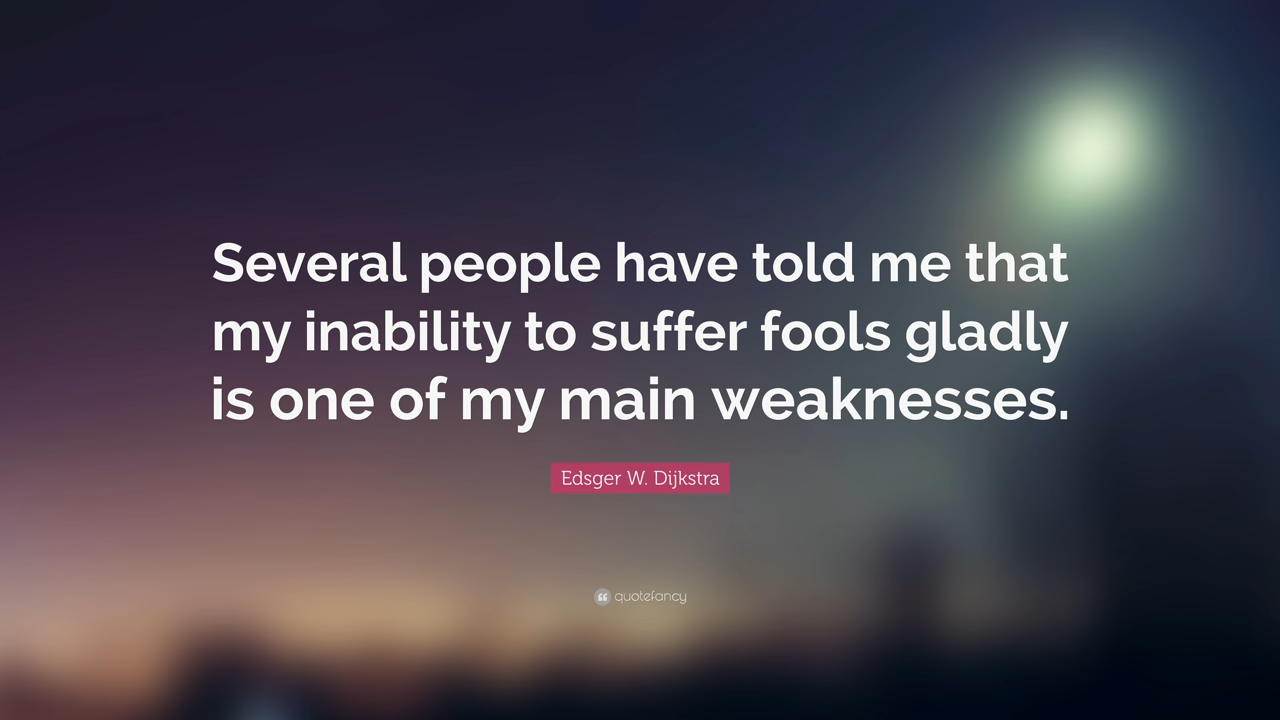 Several people have told me that
my inability to suffer fools gladly
is one of my main weaknesses.
Edsger W. Dijkstra
quotefancy